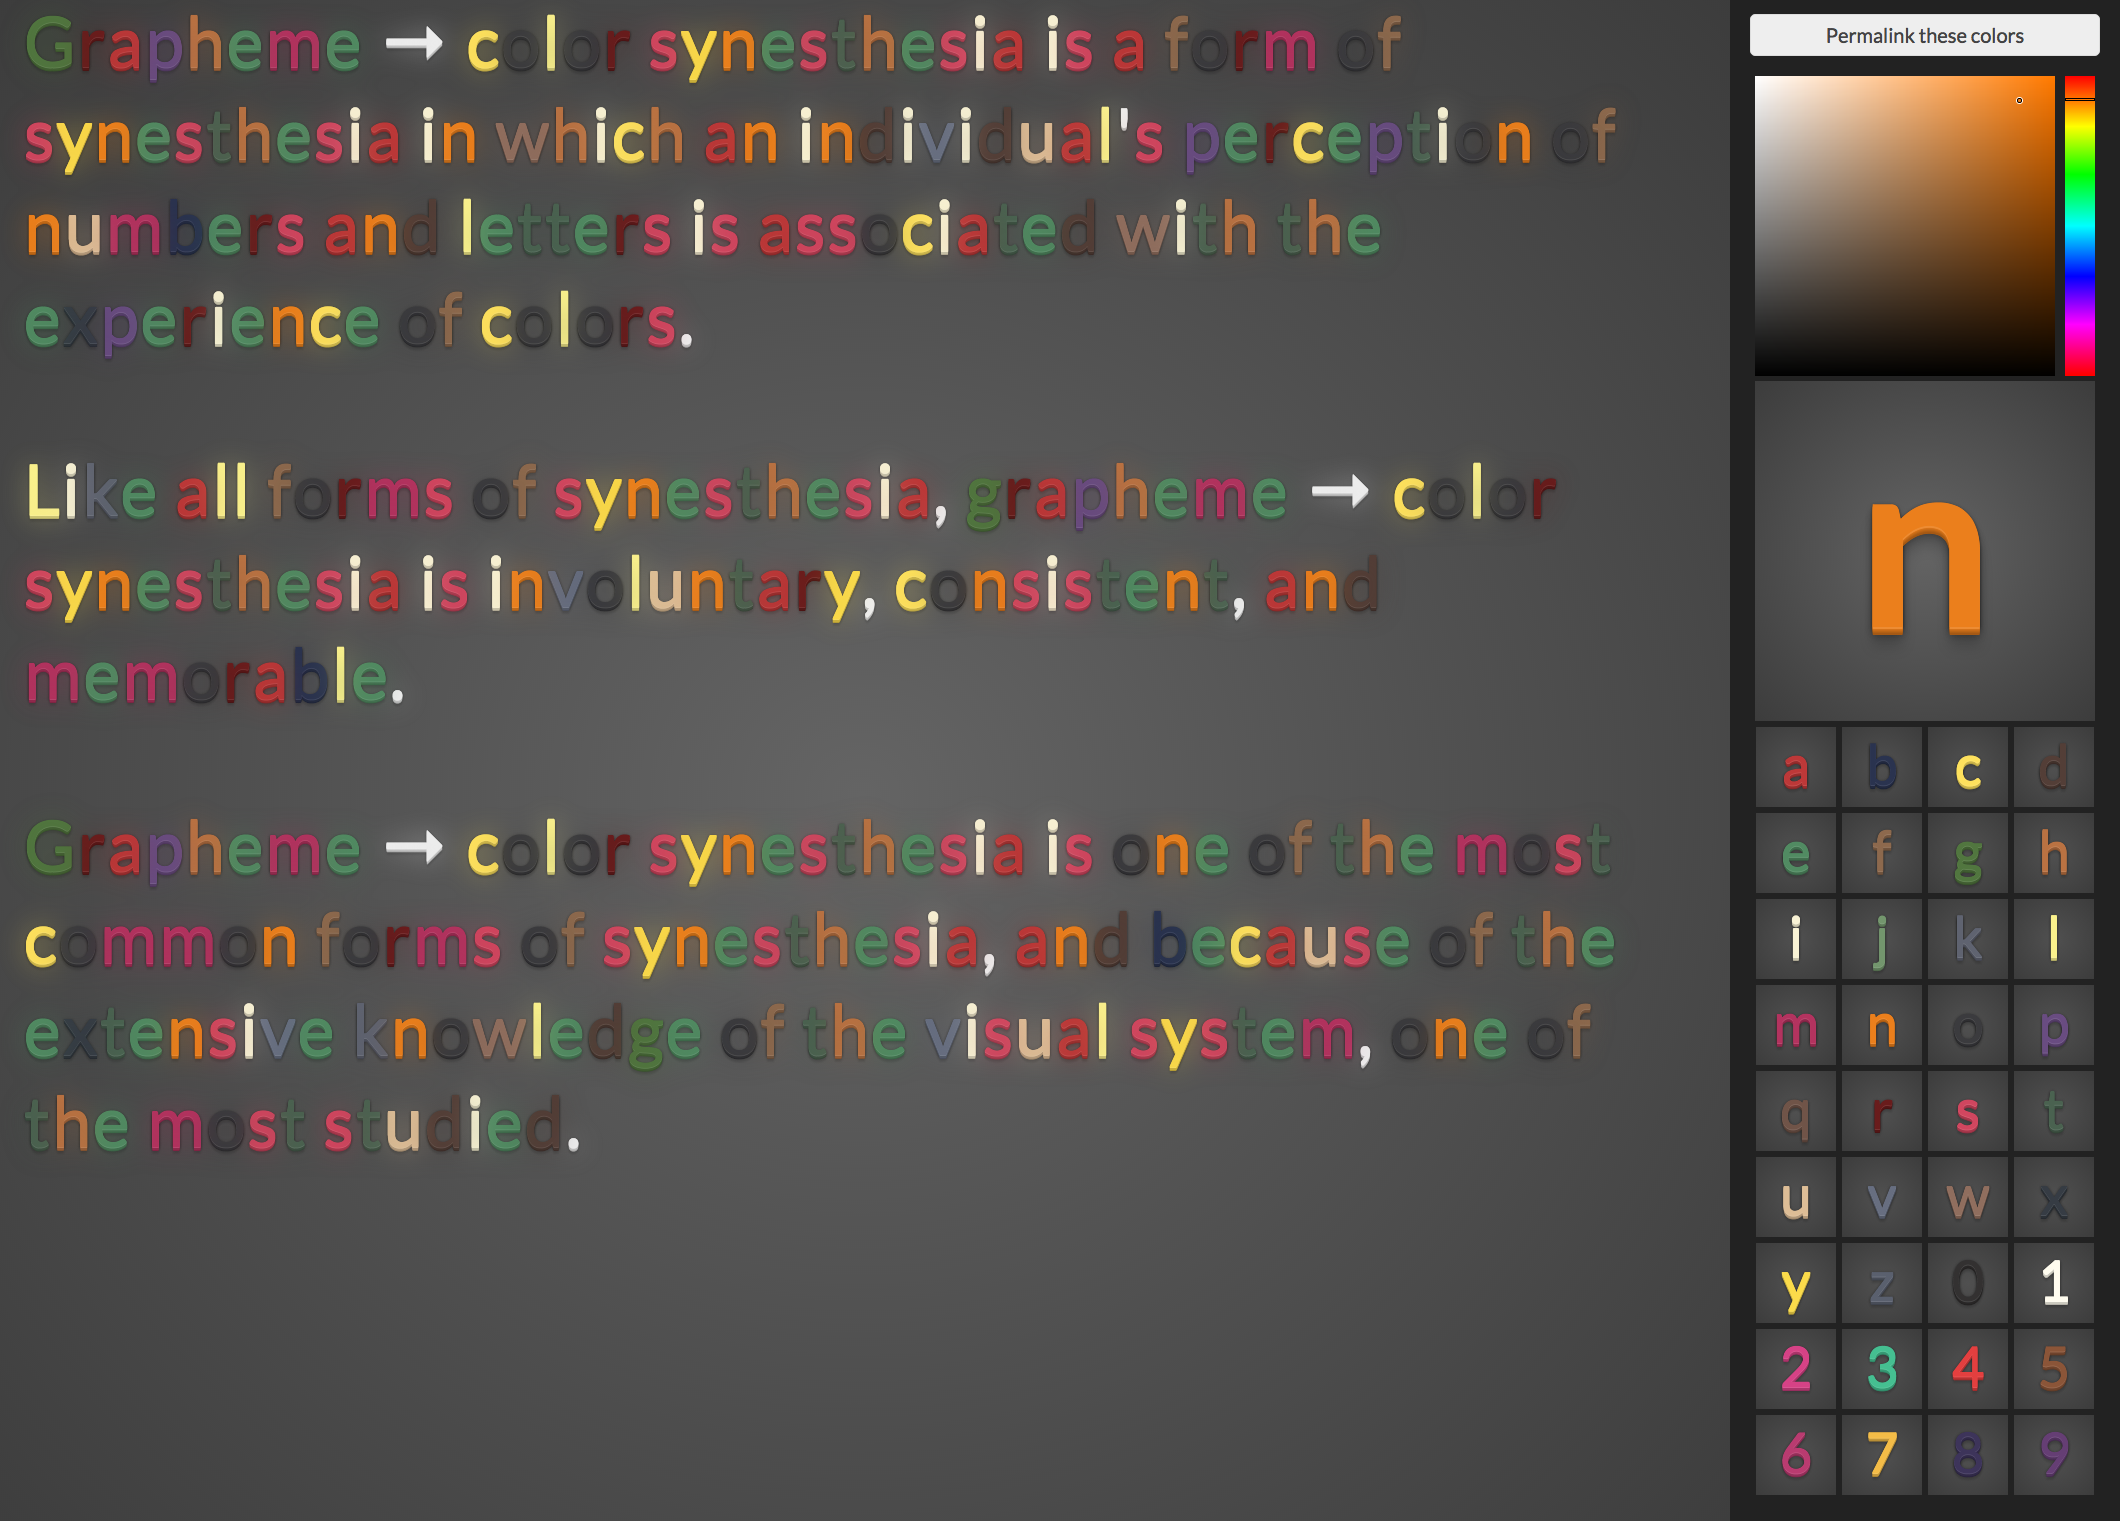 Grapheme → color synesthesia is a form of
synesthesia in which an individual's perception of
numbers and letters is associated with the
experience of colors.
Like all forms of synesthesia, grapheme → color
synesthesia is involuntary, consistent, and
memorable.
Grapheme → color synesthesia is one of the most
common forms of synesthesia, and because of the
extensive knowledge of the visual system, one of
the most studied.
Permalink these colors
n
a b c d
e f g h
i j k l
m n o p
q r s t
u v w x
y z 0 1
2 3 4 5
6 7 8 9